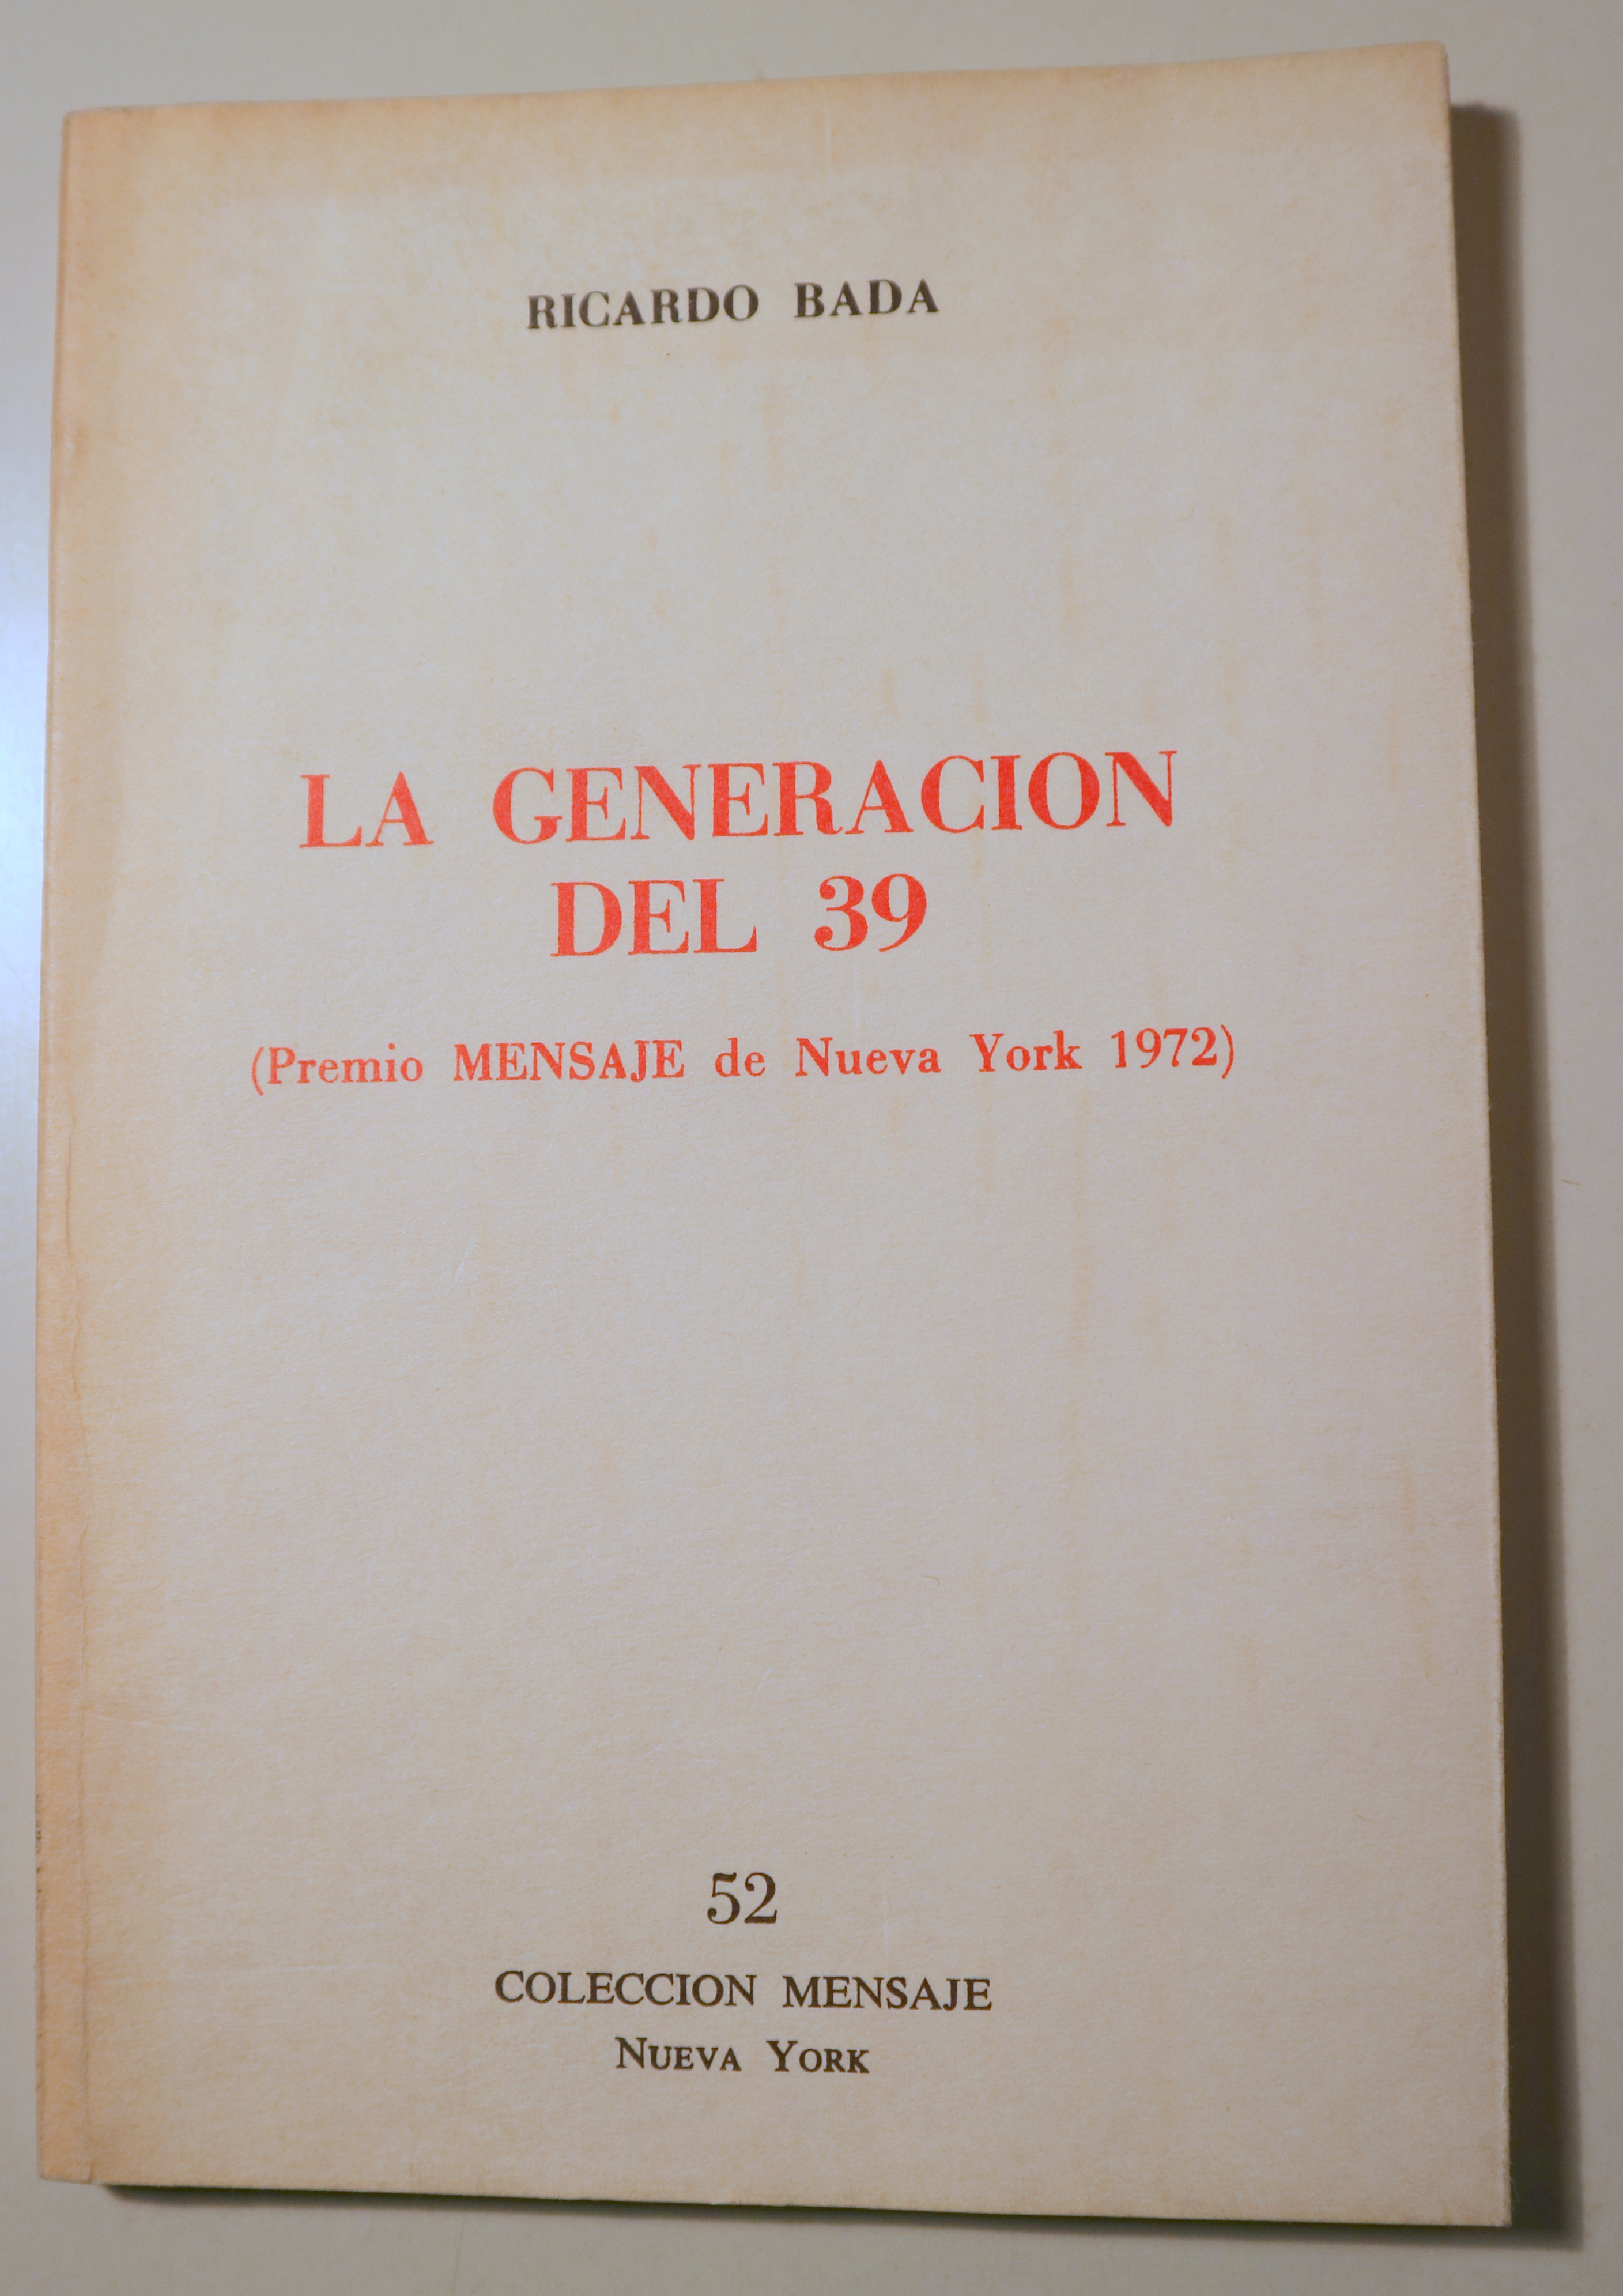 RICARDO BADA
LA GENERACION
DEL 39
(Premio MENSAJE de Nueva York 1972)
52
COLECCION MENSAJE
NUEVA YORK